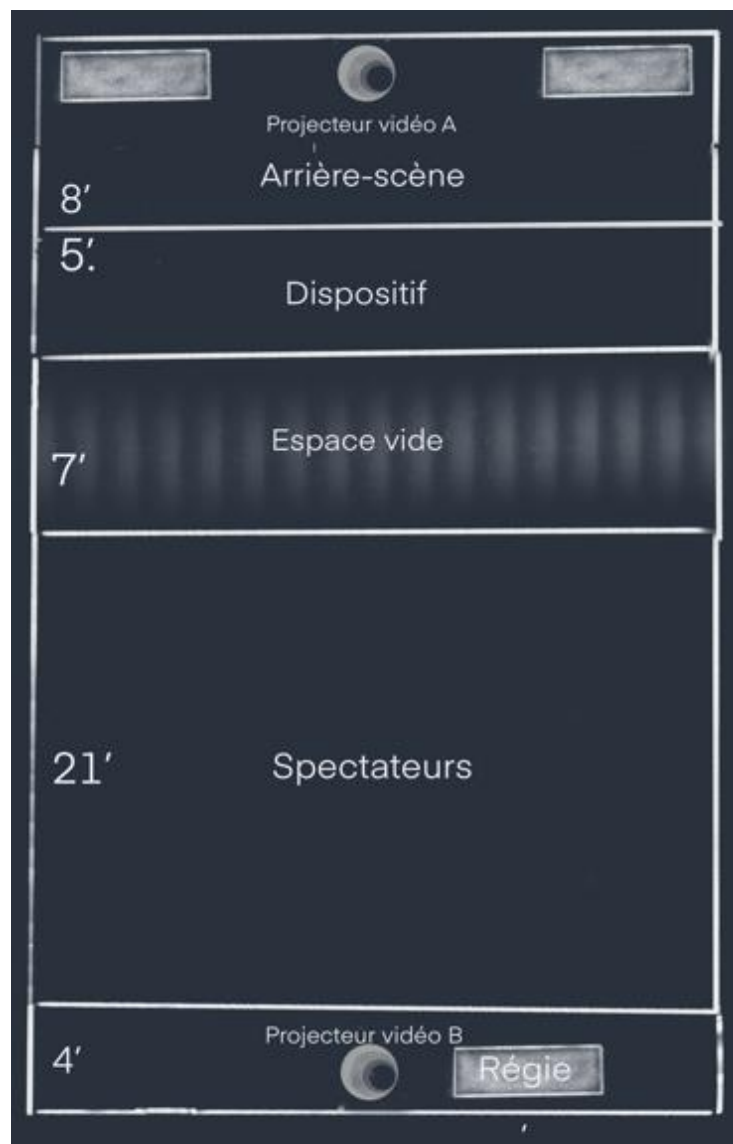 Projecteur vidéo A
Arrière-scène
8′
5′.
Dispositif
Espace vide
7′
21′
Spectateurs
Projecteur vidéo B
4′
Régie